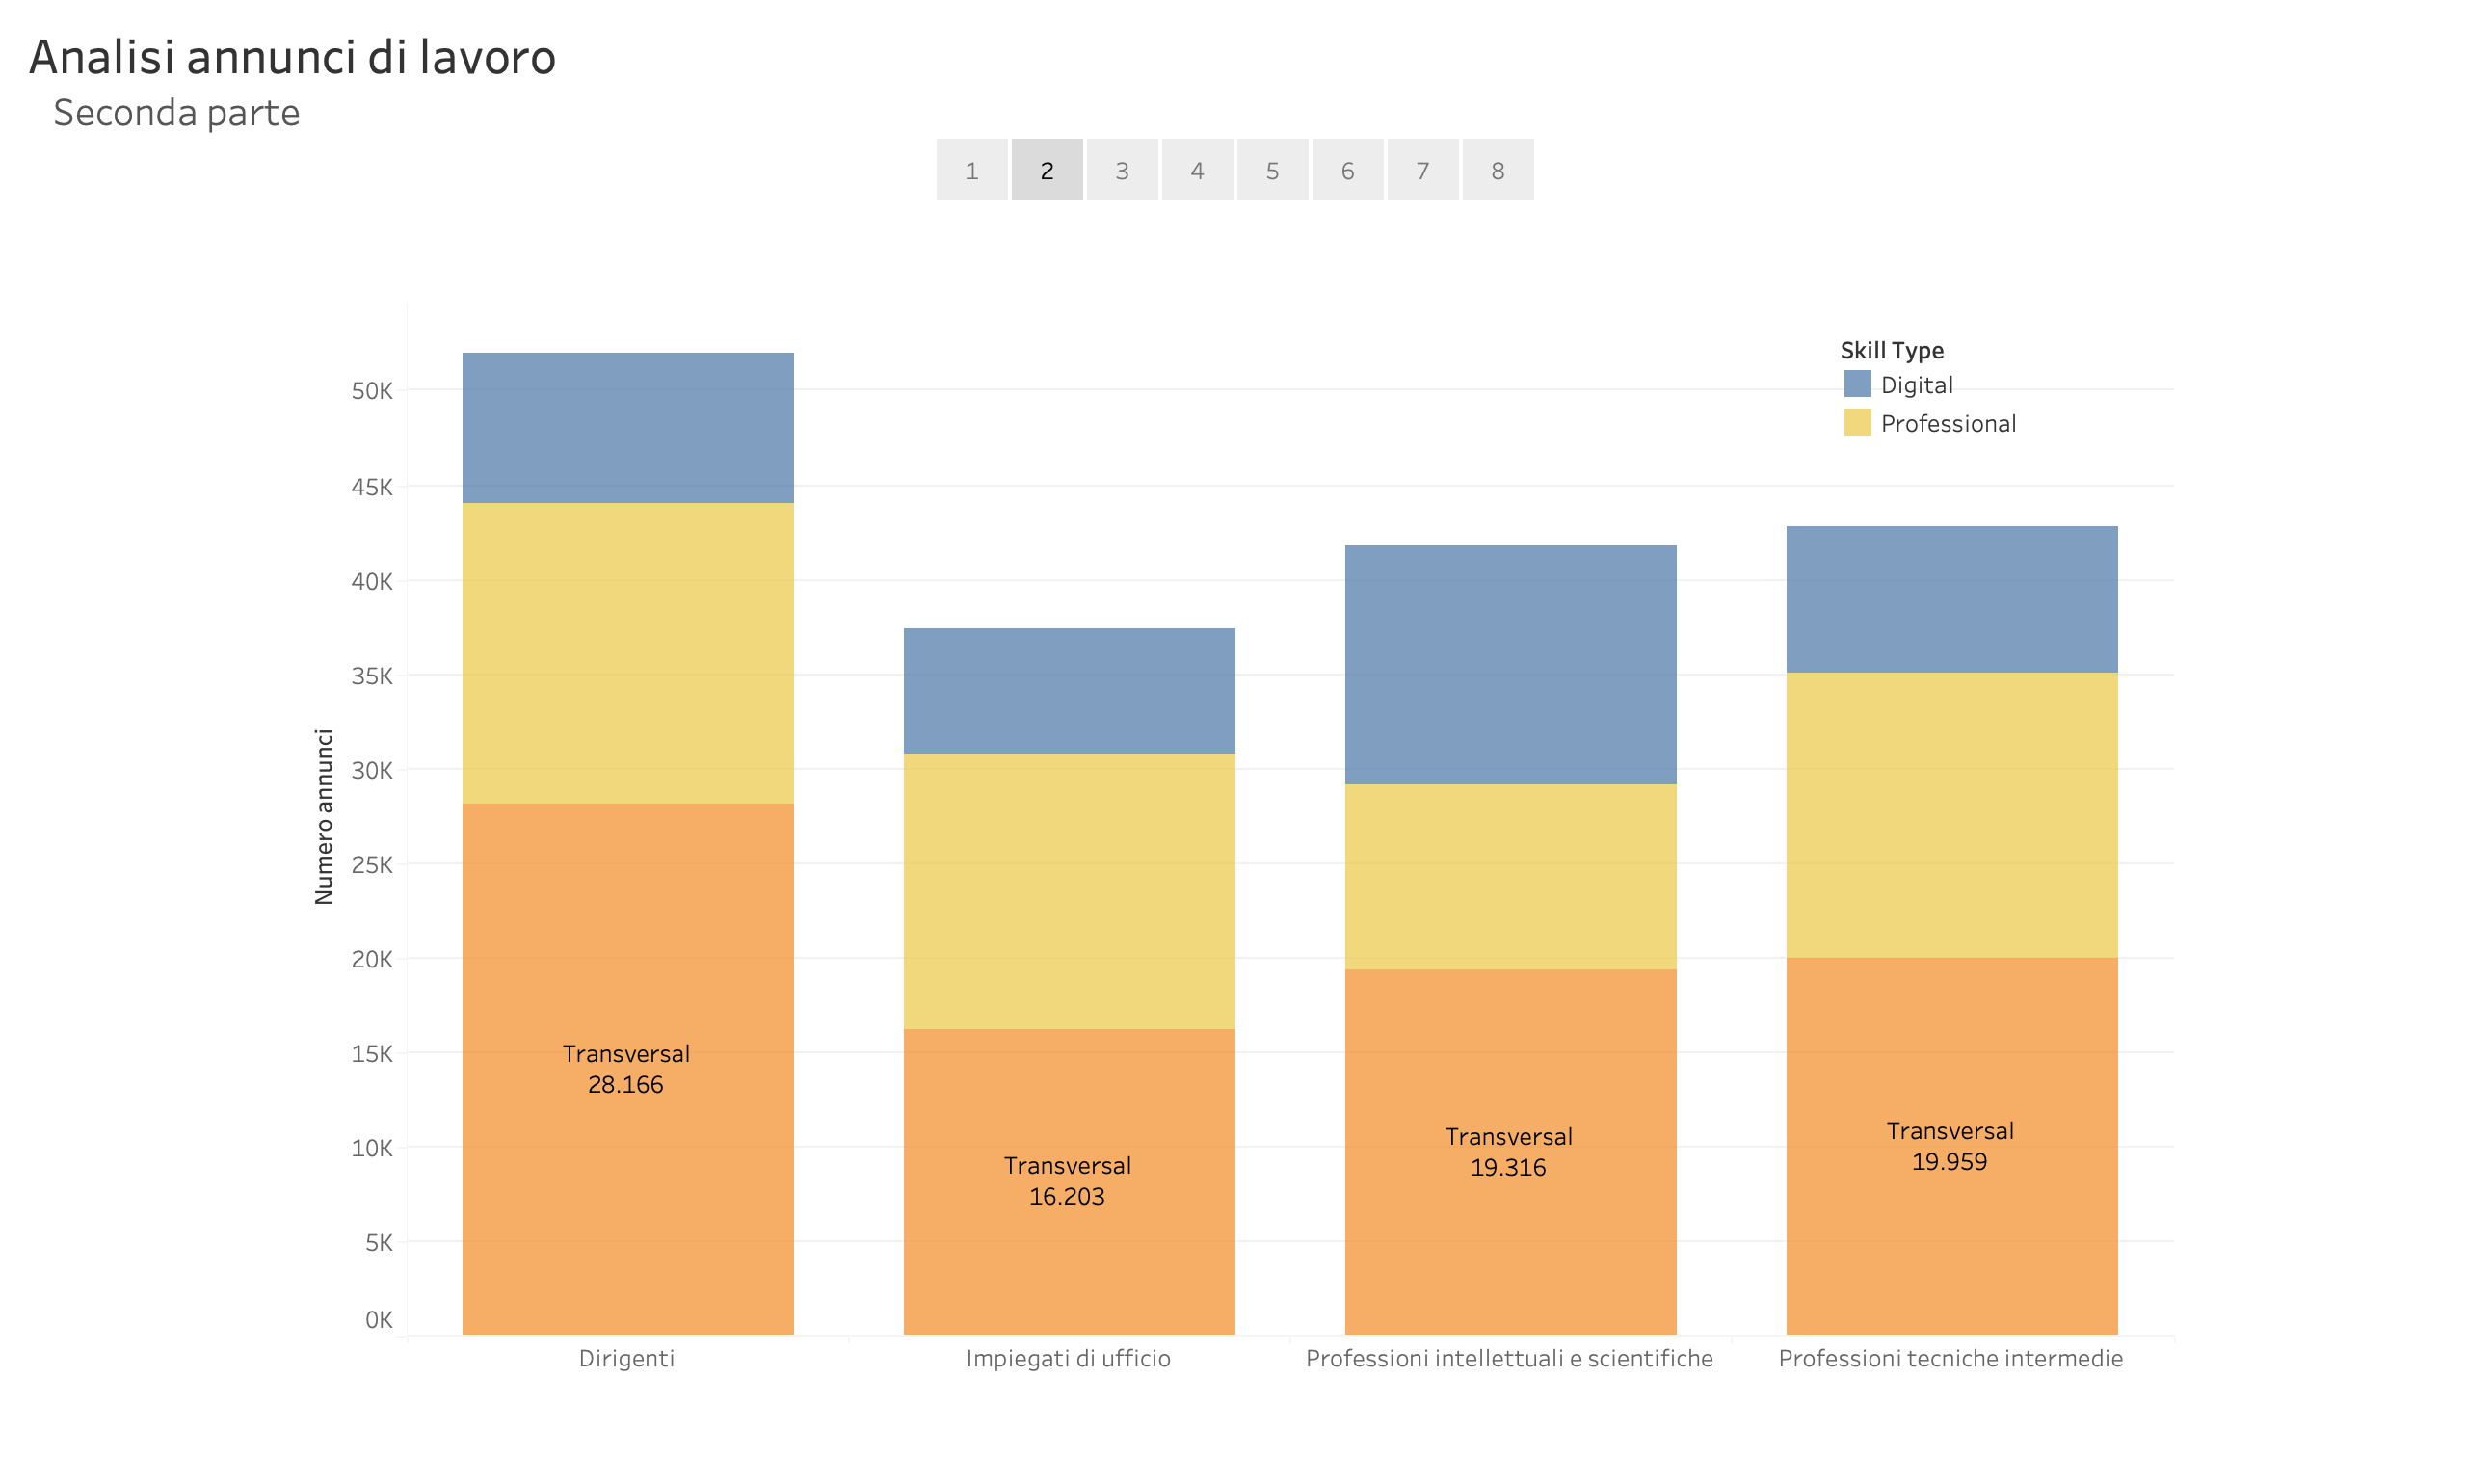 Analisi annunci di lavoro
Seconda parte
1 2 3 4 5 6 7 8
Skill Type
Digital
Professional
Numero annunci
50K
45K
40K
35K
30K
25K
20K
15K
10K
5K
0K
Transversal
28.166
Transversal
16.203
Transversal
19.316
Transversal
19.959
Dirigenti
Impiegati di ufficio
Professioni intellettuali e scientifiche
Professioni tecniche intermedie